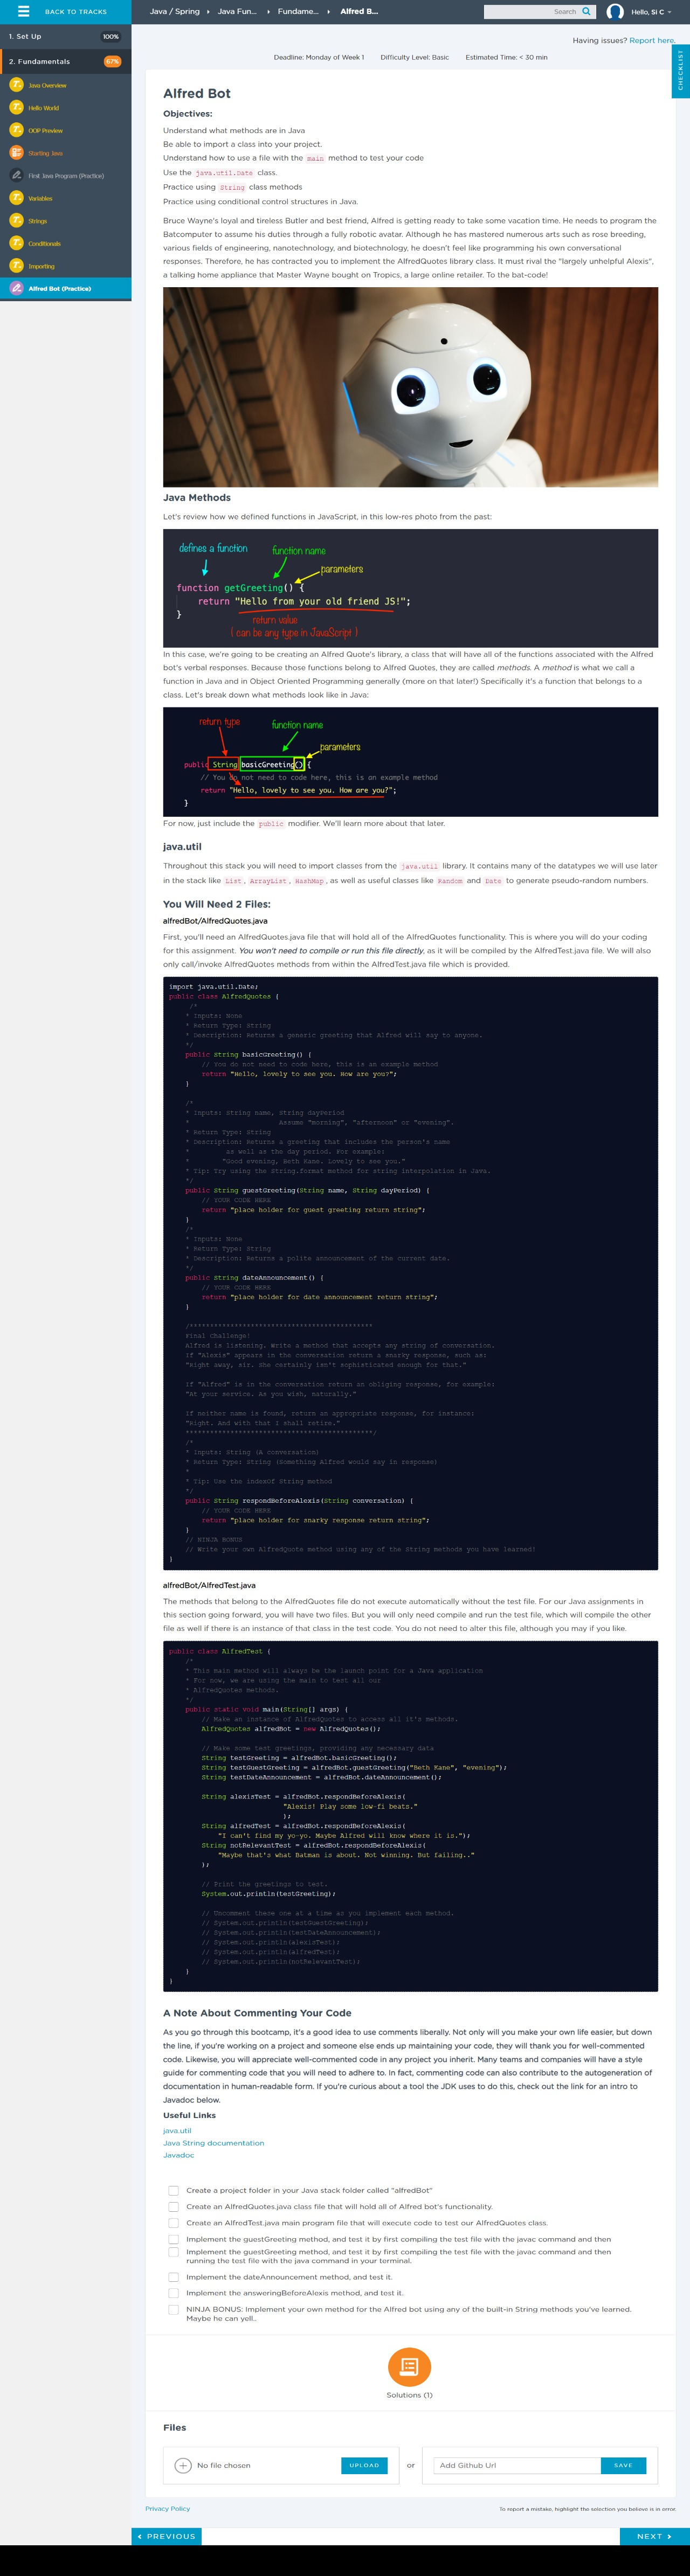 BACK TO TRACKS
Java / Spring
Java Fun...
Fundame...
Alfred B...
Search
Hello, Si C
1. Set Up
100%
2. Fundamentals
67%
Java Overview
Hello World
OOP Preview
Starting Java
First Java Program (Practice)
Variables
Strings
Conditionals
Importing
Alfred Bot (Practice)
Having issues? Report here.
CHECKLIST
Deadline: Monday of Week 1 Difficulty Level: Basic Estimated Time: < 30 min
Alfred Bot
Objectives:
Understand what methods are in Java
Be able to import a class into your project.
Understand how to use a file with the main method to test your code
Use the java.util.Date class.
Practice using String class methods
Practice using conditional control structures in Java.
Bruce Wayne's loyal and tireless Butler and best friend, Alfred is getting ready to take some vacation time. He needs to program the
Batcomputer to assume his duties through a fully robotic avatar. Although he has mastered numerous arts such as rose breeding,
various fields of engineering, nanotechnology, and biotechnology, he doesn't feel like programming his own conversational
responses. Therefore, he has contracted you to implement the AlfredQuotes library class. It must rival the "largely unhelpful Alexis",
a talking home appliance that Master Wayne bought on Tropics, a large online retailer. To the bat-code!
Java Methods
Let's review how we defined functions in JavaScript, in this low-res photo from the past:
defines a function
function name
parameters
function getGreeting() {
return "Hello from your old friend JS!";
}
return value
( can be any type in JavaScript )
In this case, we're going to be creating an Alfred Quote's library, a class that will have all of the functions associated with the Alfred
bot's verbal responses. Because those functions belong to Alfred Quotes, they are called methods. A method is what we call a
function in Java and in Object Oriented Programming generally (more on that later!) Specifically it's a function that belongs to a
class. Let's break down what methods look like in Java:
return type
function name
parameters
public String basicGreeting() {
// You do not need to code here, this is an example method
return "Hello, lovely to see you. How are you?";
}
For now, just include the public modifier. We'll learn more about that later.
java.util
Throughout this stack you will need to import classes from the java.util library. It contains many of the datatypes we will use later
in the stack like List, ArrayList, HashMap, as well as useful classes like Random and Date to generate pseudo-random numbers.
You Will Need 2 Files:
alfredBot/AlfredQuotes.java
First, you'll need an AlfredQuotes.java file that will hold all of the AlfredQuotes functionality. This is where you will do your coding
for this assignment. You won't need to compile or run this file directly, as it will be compiled by the AlfredTest.java file. We will also
only call/invoke AlfredQuotes methods from within the AlfredTest.java file which is provided.
import java.util.Date;
public class AlfredQuotes {
/*
* Inputs: None
* Return Type: String
* Description: Returns a generic greeting that Alfred will say to anyone.
*/
public String basicGreeting() {
// You do not need to code here, this is an example method
return "Hello, lovely to see you. How are you?";
}
/*
* Inputs: String name, String dayPeriod
* Assume "morning", "afternoon" or "evening".
* Return Type: String
* Description: Returns a greeting that includes the person's name
* as well as the day period. For example:
* "Good evening, Beth Kane. Lovely to see you."
* Tip: Try using the String.format method for string interpolation in Java.
*/
public String guestGreeting(String name, String dayPeriod) {
// YOUR CODE HERE
return "place holder for guest greeting return string";
}
/*
* Inputs: None
* Return Type: String
* Description: Returns a polite announcement of the current date.
*/
public String dateAnnouncement() {
// YOUR CODE HERE
return "place holder for date announcement return string";
}
/*********************************************
Final Challenge!
Alfred is listening. Write a method that accepts any string of conversation.
If "Alexis" appears in the conversation return a snarky response, such as:
"Right away, sir. She certainly isn't sophisticated enough for that."
If "Alfred" is in the conversation return an obliging response, for example:
"At your service. As you wish, naturally."
If neither name is found, return an appropriate response, for instance:
"Right. And with that I shall retire."
**********************************************/
/*
* Inputs: String (A conversation)
* Return Type: String (Something Alfred would say in response)
*
* Tip: Use the indexOf String method
*/
public String respondBeforeAlexis(String conversation) {
// YOUR CODE HERE
return "place holder for snarky response return string";
}
// NINJA BONUS
// Write your own AlfredQuote method using any of the String methods you have learned!
}
alfredBot/AlfredTest.java
The methods that belong to the AlfredQuotes file do not execute automatically without the test file. For our Java assignments in
this section going forward, you will have two files. But you will only need compile and run the test file, which will compile the other
file as well if there is an instance of that class in the test code. You do not need to alter this file, although you may if you like.
public class AlfredTest {
/*
* This main method will always be the launch point for a Java application
* For now, we are using the main to test all our
* AlfredQuotes methods.
*/
public static void main(String[] args) {
// Make an instance of AlfredQuotes to access all it's methods.
AlfredQuotes alfredBot = new AlfredQuotes();
// Make some test greetings, providing any necessary data
String testGreeting = alfredBot.basicGreeting();
String testGuestGreeting = alfredBot.guestGreeting("Beth Kane", "evening");
String testDateAnnouncement = alfredBot.dateAnnouncement();
String alexisTest = alfredBot.respondBeforeAlexis(
"Alexis! Play some low-fi beats."
);
String alfredTest = alfredBot.respondBeforeAlexis(
"I can't find my yo-yo. Maybe Alfred will know where it is.");
String notRelevantTest = alfredBot.respondBeforeAlexis(
"Maybe that's what Batman is about. Not winning. But failing.."
);
// Print the greetings to test.
System.out.println(testGreeting);
// Uncomment these one at a time as you implement each method.
// System.out.println(testGuestGreeting);
// System.out.println(testDateAnnouncement);
// System.out.println(alexisTest);
// System.out.println(alfredTest);
// System.out.println(notRelevantTest);
}
}
A Note About Commenting Your Code
As you go through this bootcamp, it's a good idea to use comments liberally. Not only will you make your own life easier, but down
the line, if you're working on a project and someone else ends up maintaining your code, they will thank you for well-commented
code. Likewise, you will appreciate well-commented code in any project you inherit. Many teams and companies will have a style
guide for commenting code that you will need to adhere to. In fact, commenting code can also contribute to the autogeneration of
documentation in human-readable form. If you're curious about a tool the JDK uses to do this, check out the link for an intro to
Javadoc below.
Useful Links
java.util
Java String documentation
Javadoc
Create a project folder in your Java stack folder called "alfredBot"
Create an AlfredQuotes.java class file that will hold all of Alfred bot's functionality.
Create an AlfredTest.java main program file that will execute code to test our AlfredQuotes class.
Implement the guestGreeting method, and test it by first compiling the test file with the javac command and then
Implement the guestGreeting method, and test it by first compiling the test file with the javac command and then
running the test file with the java command in your terminal.
Implement the dateAnnouncement method, and test it.
Implement the answeringBeforeAlexis method, and test it.
NINJA BONUS: Implement your own method for the Alfred bot using any of the built-in String methods you've learned.
Maybe he can yell..
Solutions (1)
Files
No file chosen
UPLOAD
or
Add Github Url
SAVE
Privacy Policy
To report a mistake, highlight the selection you believe is in error.
PREVIOUS
NEXT